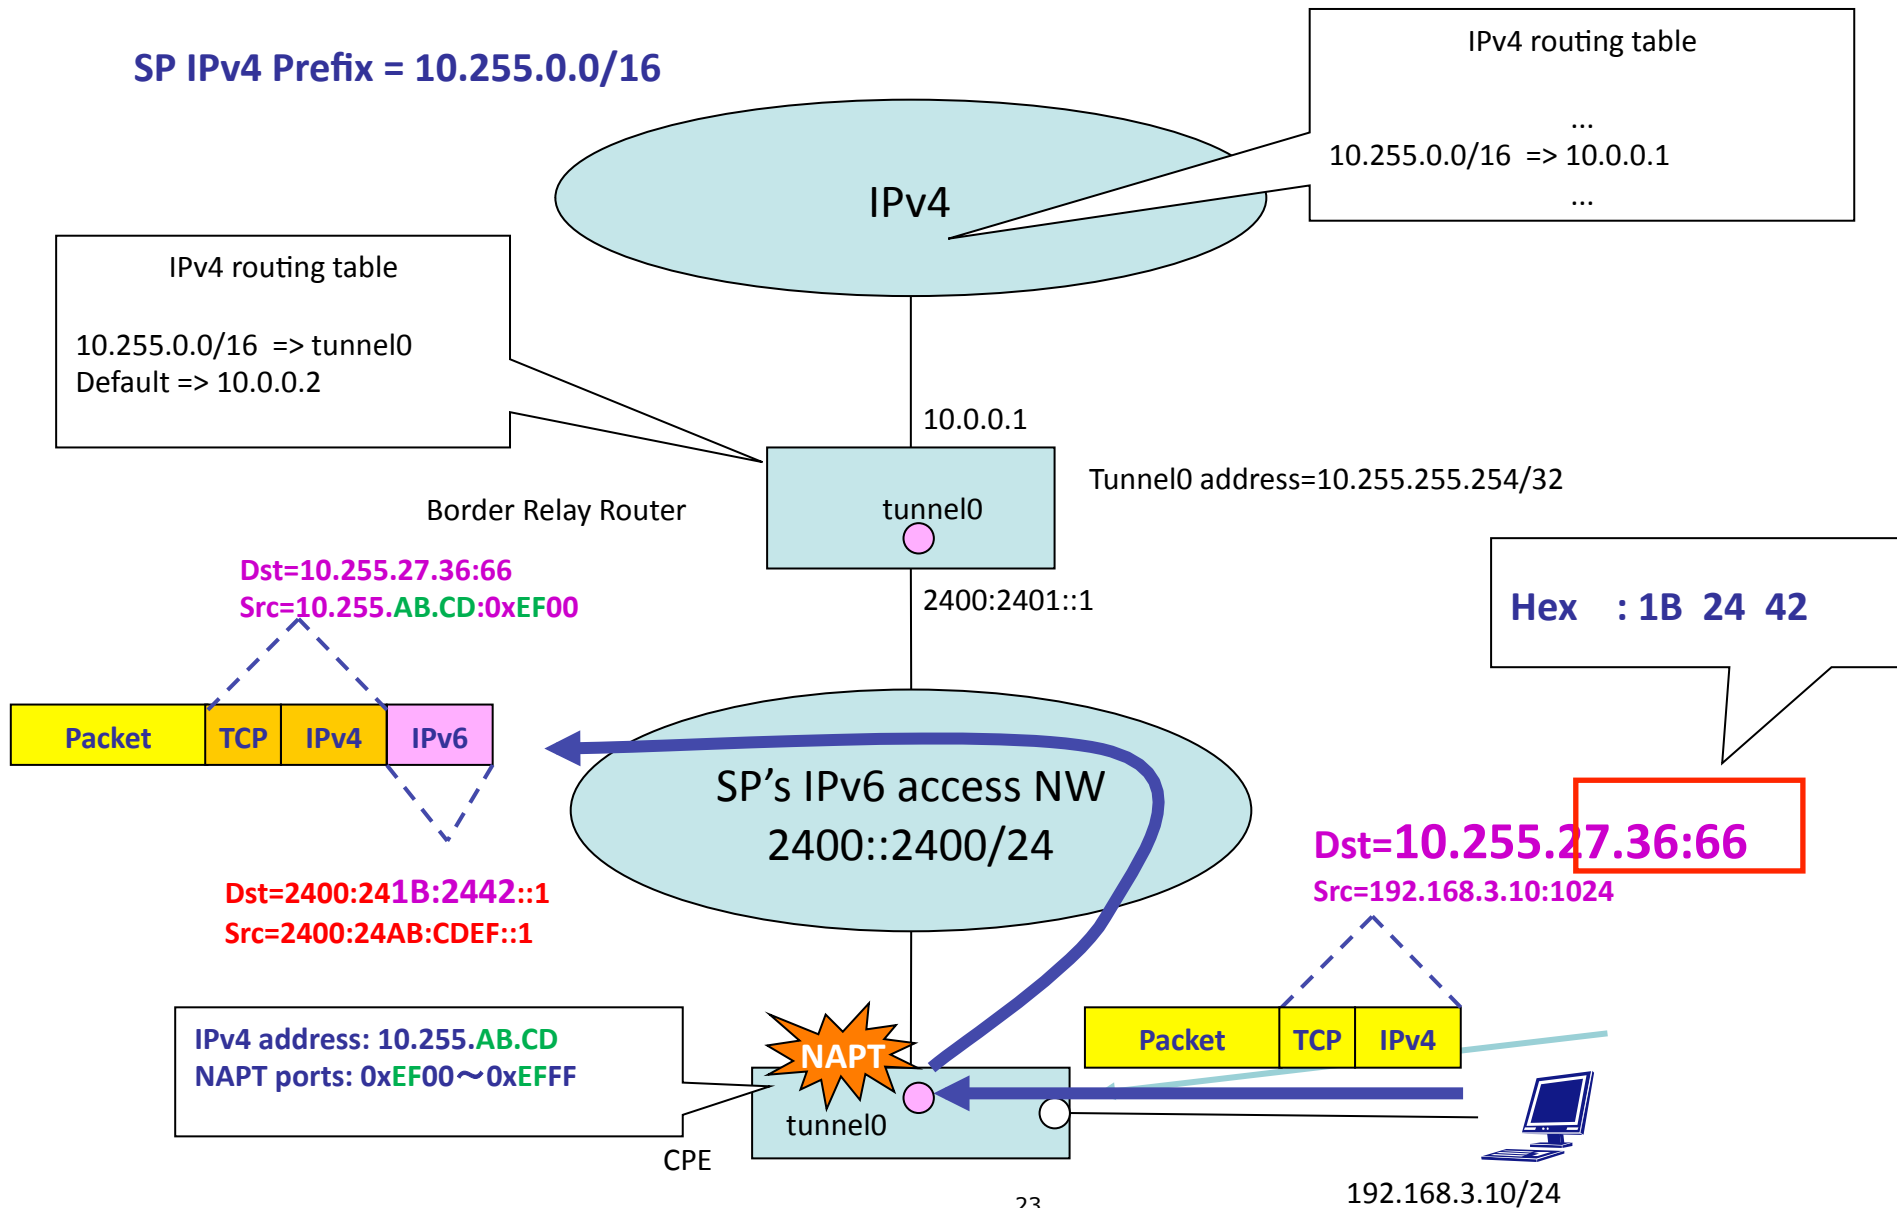 SP IPv4 Prefix = 10.255.0.0/16
IPv4 routing table
...
10.255.0.0/16 => 10.0.0.1
...
IPv4
IPv4 routing table
10.255.0.0/16 => tunnel0
Default => 10.0.0.2
10.0.0.1
Tunnel0 address=10.255.255.254/32
Border Relay Router
tunnel0
Dst=10.255.27.36:66
Src=10.255.AB.CD:0xEF00
2400:2401::1
Hex : 1B 24 42
Packet TCP IPv4 IPv6
SP’s IPv6 access NW
2400::2400/24
Dst=10.255.27.36:66
Src=192.168.3.10:1024
Dst=2400:241B:2442::1
Src=2400:24AB:CDEF::1
IPv4 address: 10.255.AB.CD
NAPT ports: 0xEF00～0xEFFF
NAPT
Packet TCP IPv4
tunnel0
CPE
192.168.3.10/24
23